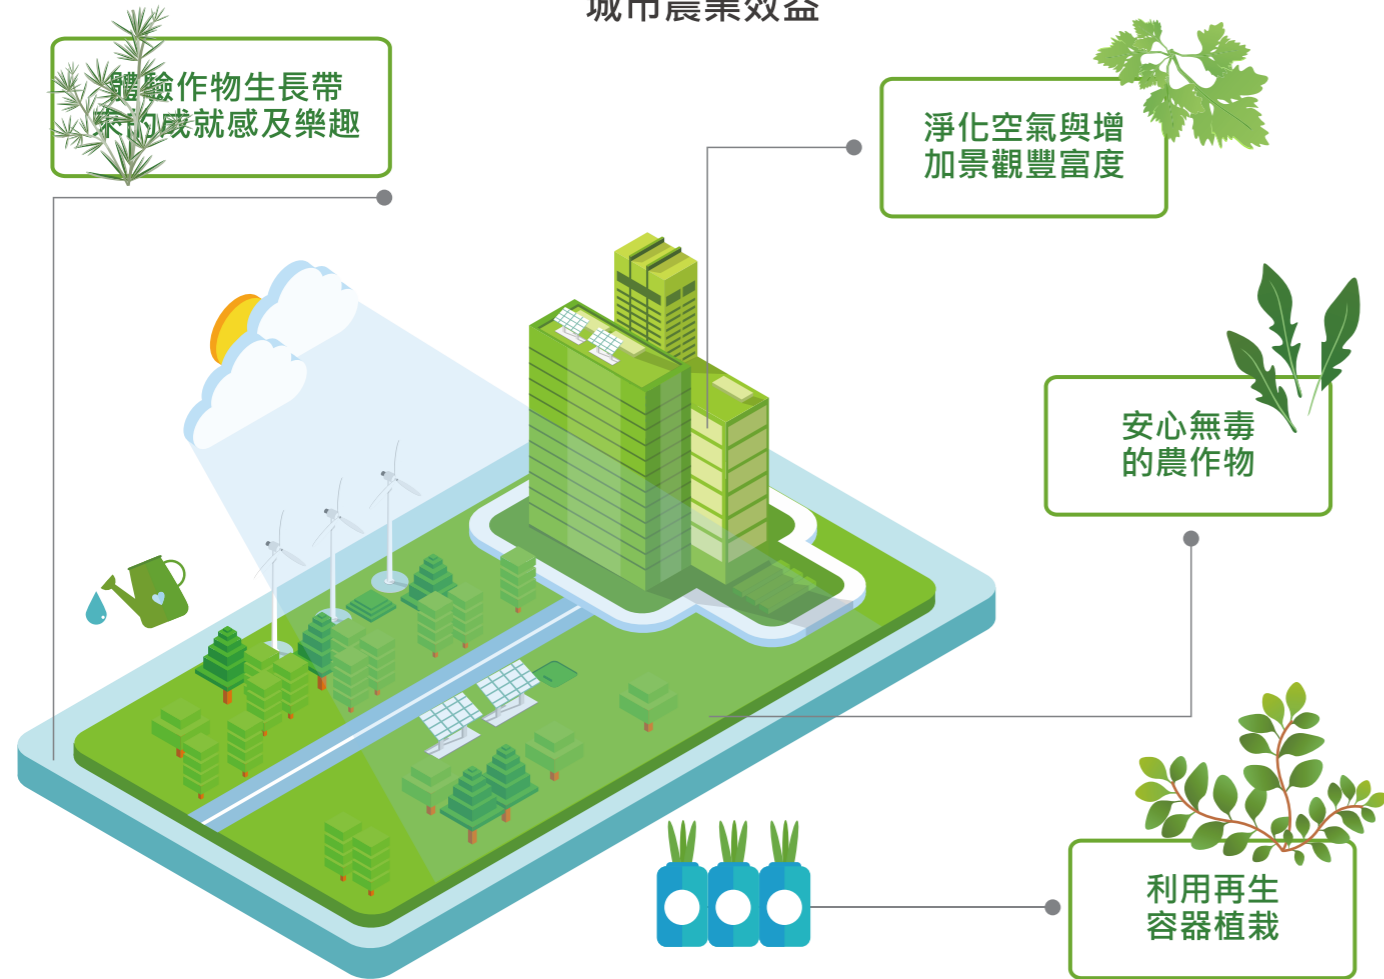 城市農業效益
體驗作物生長帶
來的成就感及樂趣
淨化空氣與增
加景觀豐富度
安心無毒
的農作物
利用再生
容器植栽